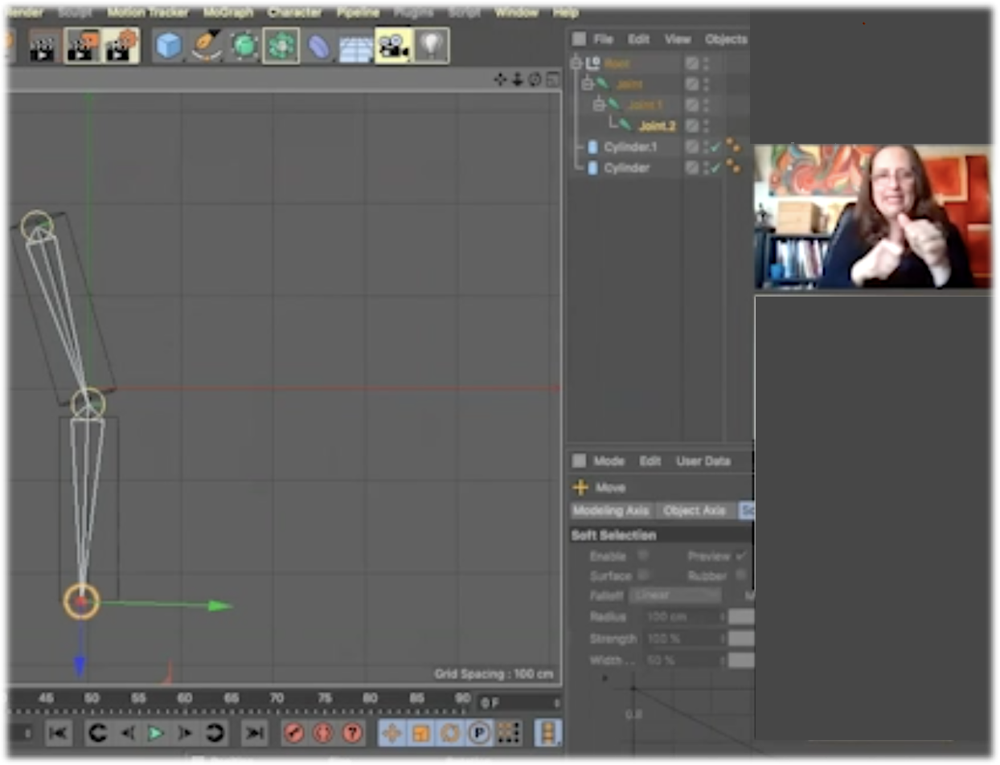 ender Sculpt Motion Tracker MoGraph Character Pipeline Plugins Script Window Help
File Edit View Objects
Root
Joint
Joint.1
Joint.2
Cylinder.1
Cylinder
Grid Spacing : 100 cm
45 50 55 60 65 70 75 80 85 90 0 F
P
Mode Edit User Data
Move
Modeling Axis Object Axis So
Soft Selection
Enable Preview
Surface Rubber
Falloff Linear M
Radius 100 cm
Strength 100 %
Width . . . 50 %
0.8